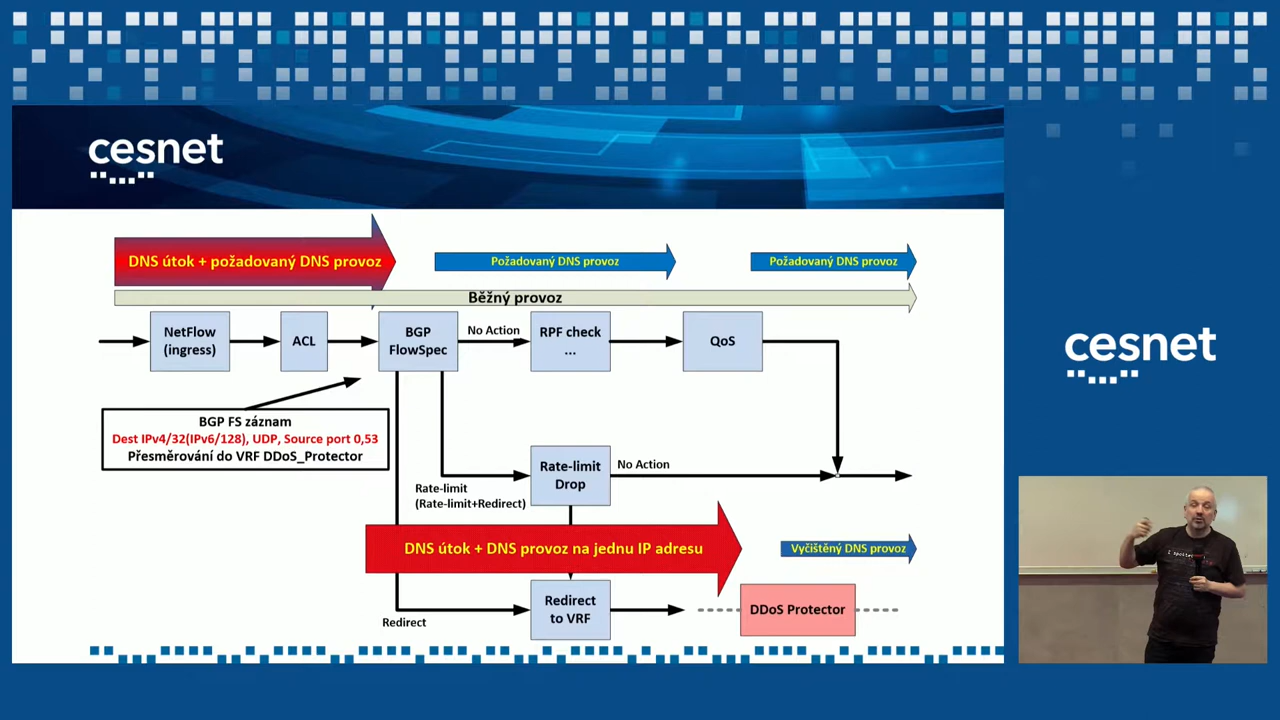 cesnet
DNS útok + požadovaný DNS provoz
Požadovaný DNS provoz
Požadovaný DNS provoz
Běžný provoz
NetFlow
(ingress)
ACL
BGP
FlowSpec
No Action
RPF check
...
QoS
BGP FS záznam
Dest IPv4/32(IPv6/128), UDP, Source port 0,53
Přesměrování do VRF DDoS_Protector
Rate-limit
Drop
No Action
Rate-limit
(Rate-limit+Redirect)
DNS útok + DNS provoz na jednu IP adresu
Vyčištěný DNS provoz
Redirect
to VRF
DDoS Protector
Redirect
cesnet